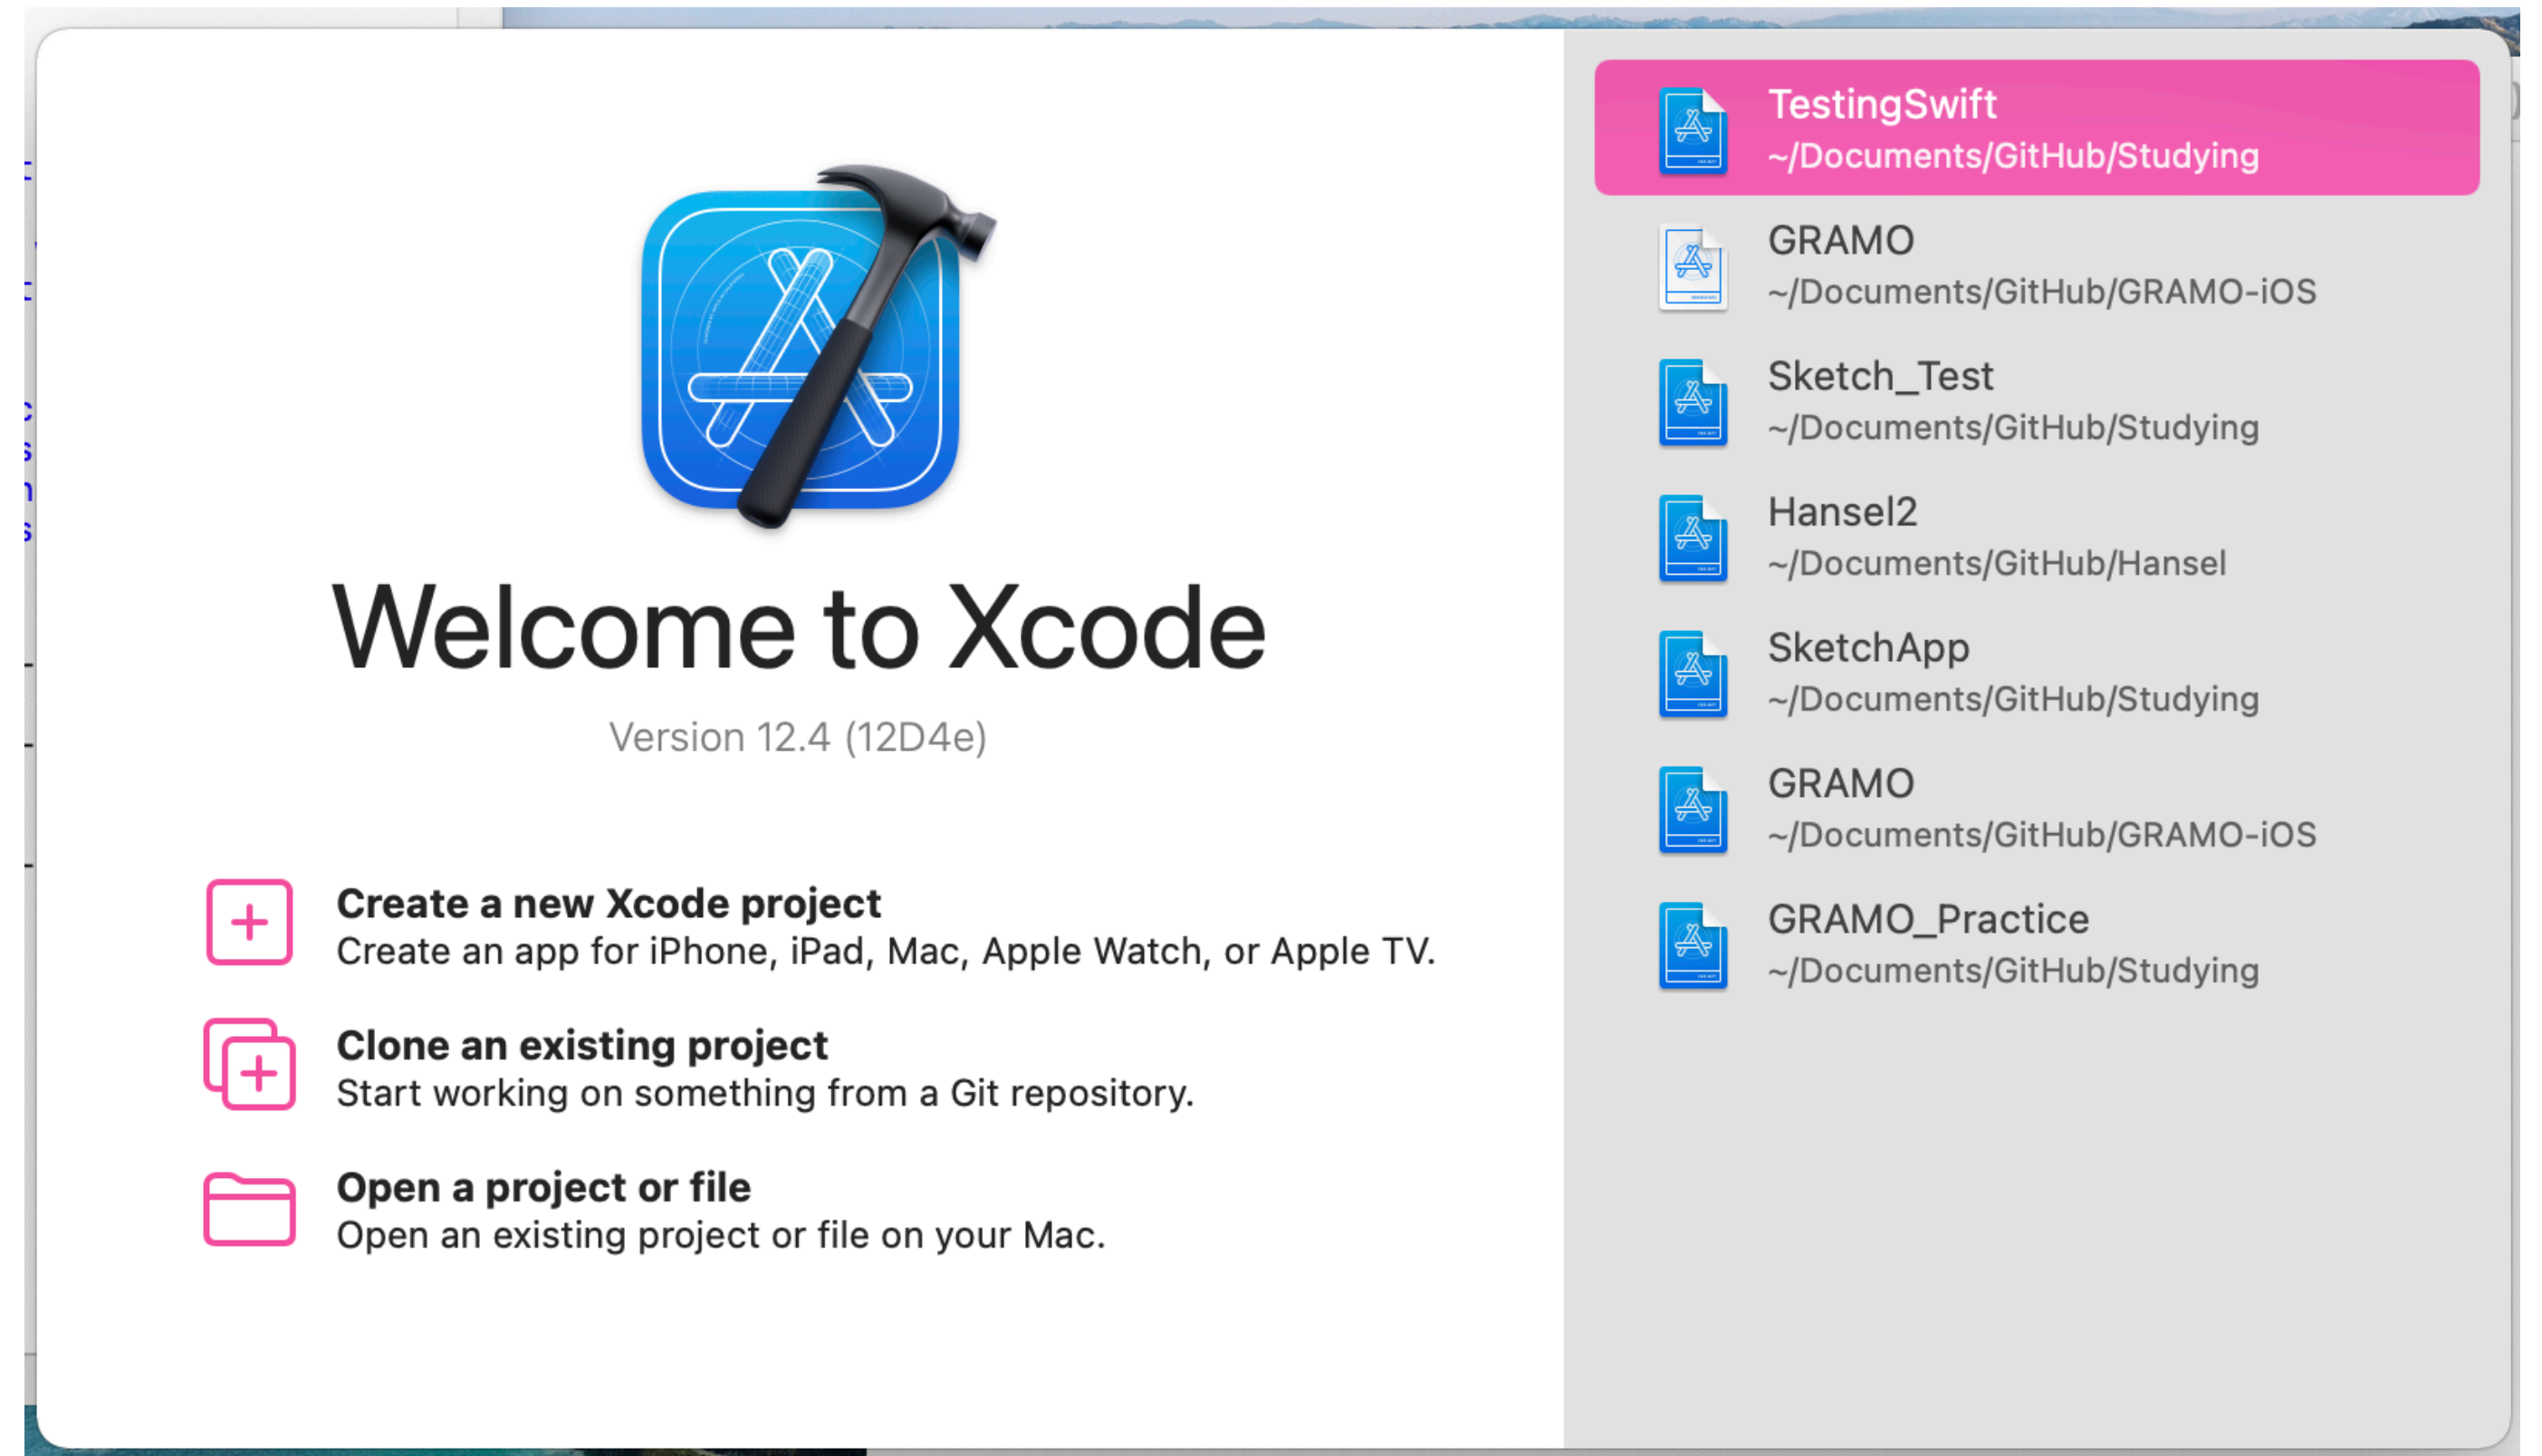 Welcome to Xcode
Version 12.4 (12D4e)
Create a new Xcode project
Create an app for iPhone, iPad, Mac, Apple Watch, or Apple TV.
Clone an existing project
Start working on something from a Git repository.
Open a project or file
Open an existing project or file on your Mac.
TestingSwift
~/Documents/GitHub/Studying
GRAMO
~/Documents/GitHub/GRAMO-iOS
Sketch_Test
~/Documents/GitHub/Studying
Hansel2
~/Documents/GitHub/Hansel
SketchApp
~/Documents/GitHub/Studying
GRAMO
~/Documents/GitHub/GRAMO-iOS
GRAMO_Practice
~/Documents/GitHub/Studying